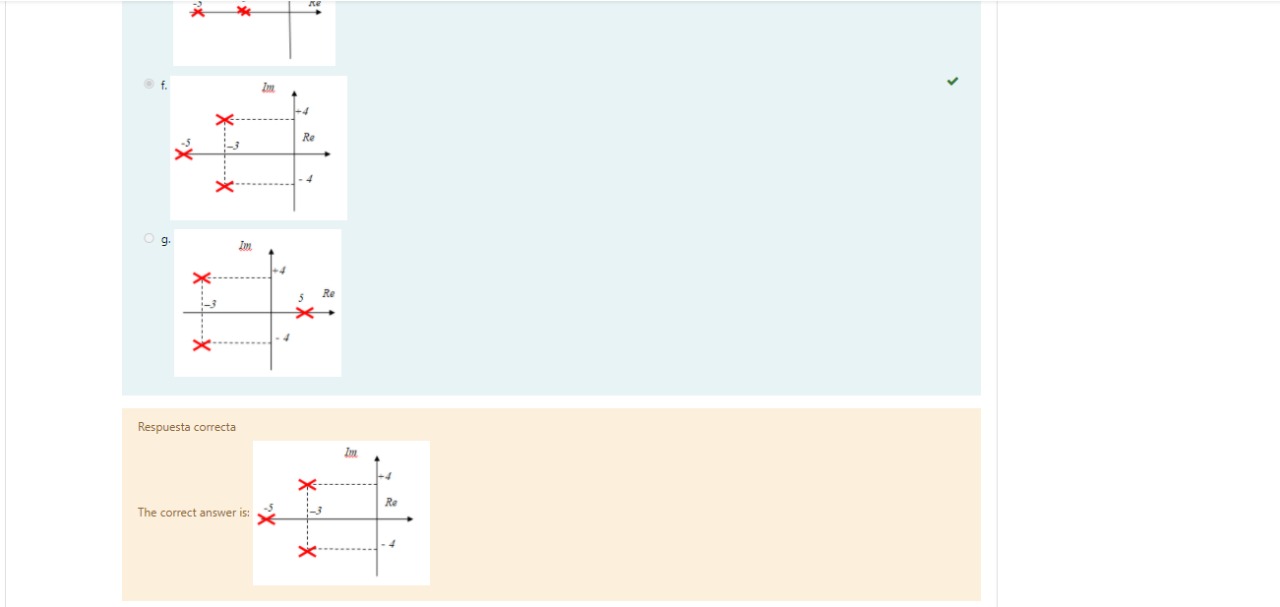 -5
Re
f.
Im
+4
Re
-5
-3
- 4
g.
Im
+4
5
Re
-3
- 4
Respuesta correcta
Im
+4
Re
-5
-3
The correct answer is:
- 4